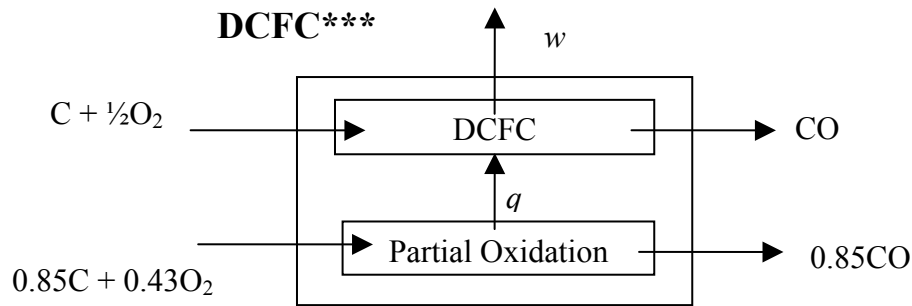 DCFC***
w
C + ½O₂
DCFC
CO
q
Partial Oxidation
0.85CO
0.85C + 0.43O₂